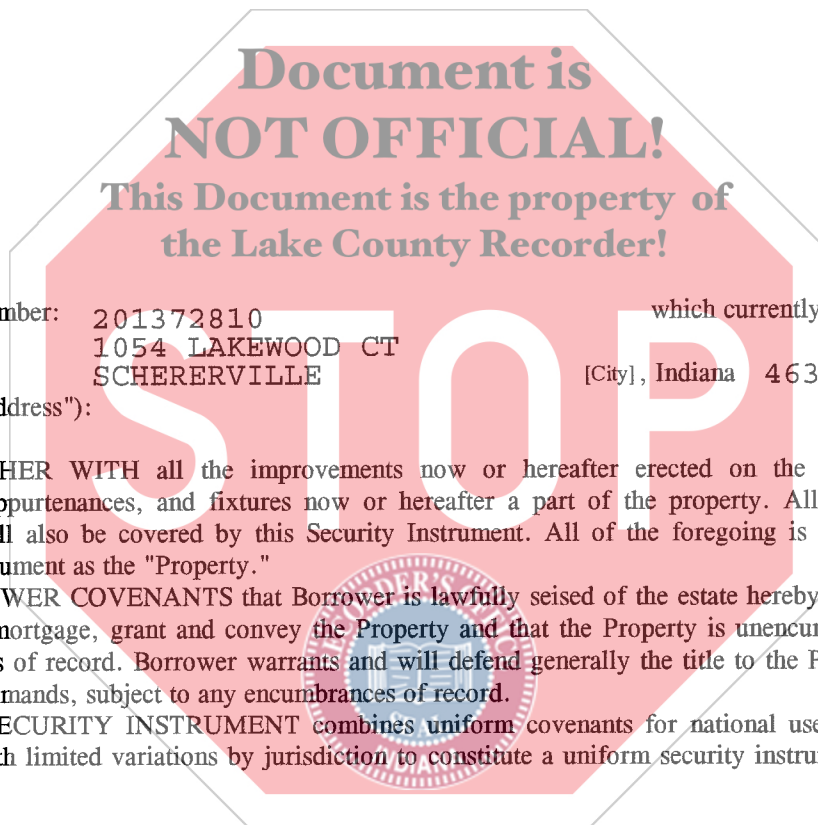 Document is
NOT OFFICIAL!
This Document is the property of
the Lake County Recorder!
mber: 201372810 which currently
1054 LAKEWOOD CT
SCHERERVILLE [City], Indiana 463
ddress"):
STOP
HER WITH all the improvements now or hereafter erected on the
ppurtenances, and fixtures now or hereafter a part of the property. All
ll also be covered by this Security Instrument. All of the foregoing is
ument as the "Property."
WER COVENANTS that Borrower is lawfully seised of the estate hereby
mortgage, grant and convey the Property and that the Property is unencum
s of record. Borrower warrants and will defend generally the title to the P
mands, subject to any encumbrances of record.
ECURITY INSTRUMENT combines uniform covenants for national use
th limited variations by jurisdiction to constitute a uniform security instru
INDIANA